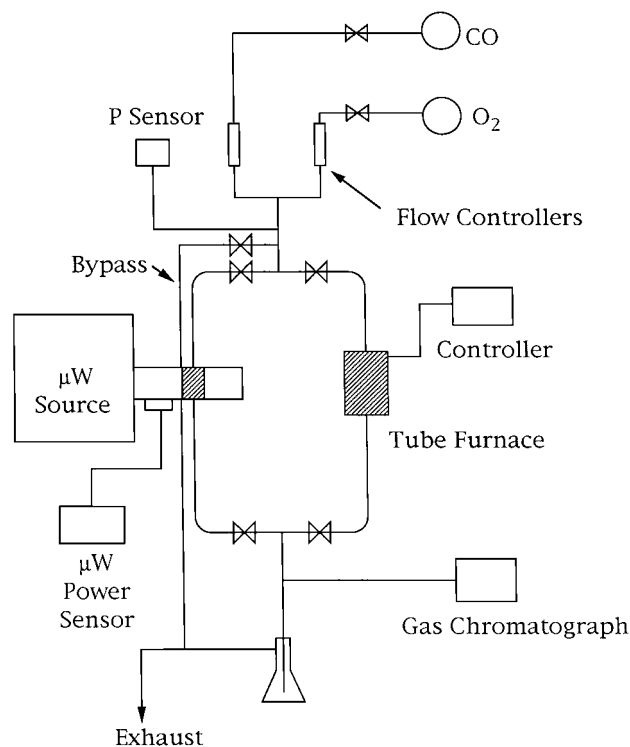 CO
P Sensor
O₂
Flow Controllers
Bypass
μW
Source
Controller
Tube Furnace
μW
Power
Sensor
Gas Chromatograph
Exhaust